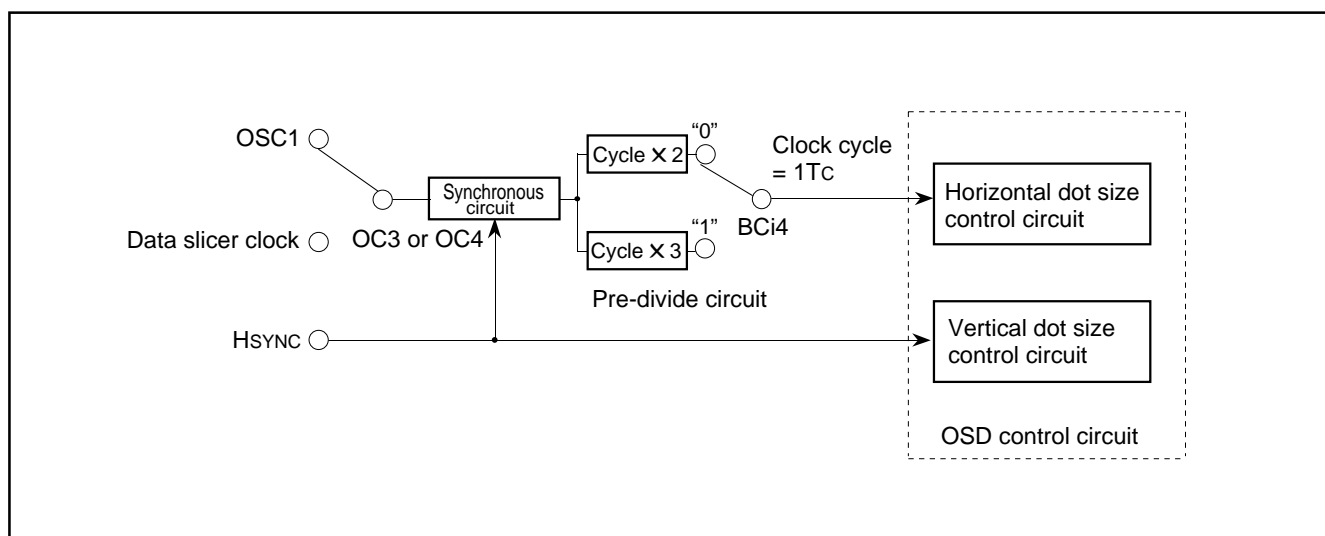 OSC1
Data slicer clock
HSYNC
OC3 or OC4
Synchronous
circuit
Cycle × 2
"0"
Cycle × 3
"1"
Pre-divide circuit
Clock cycle
= 1TC
BCi4
Horizontal dot size
control circuit
Vertical dot size
control circuit
OSD control circuit